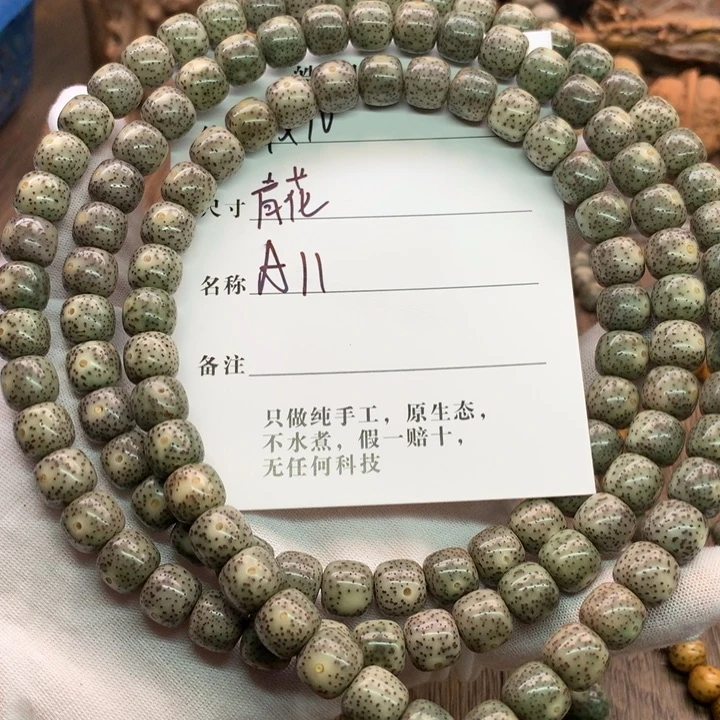 尺寸 青花
名称 A11
备注
只做纯手工，原生态，
不水煮，假一赔十，
无任何科技